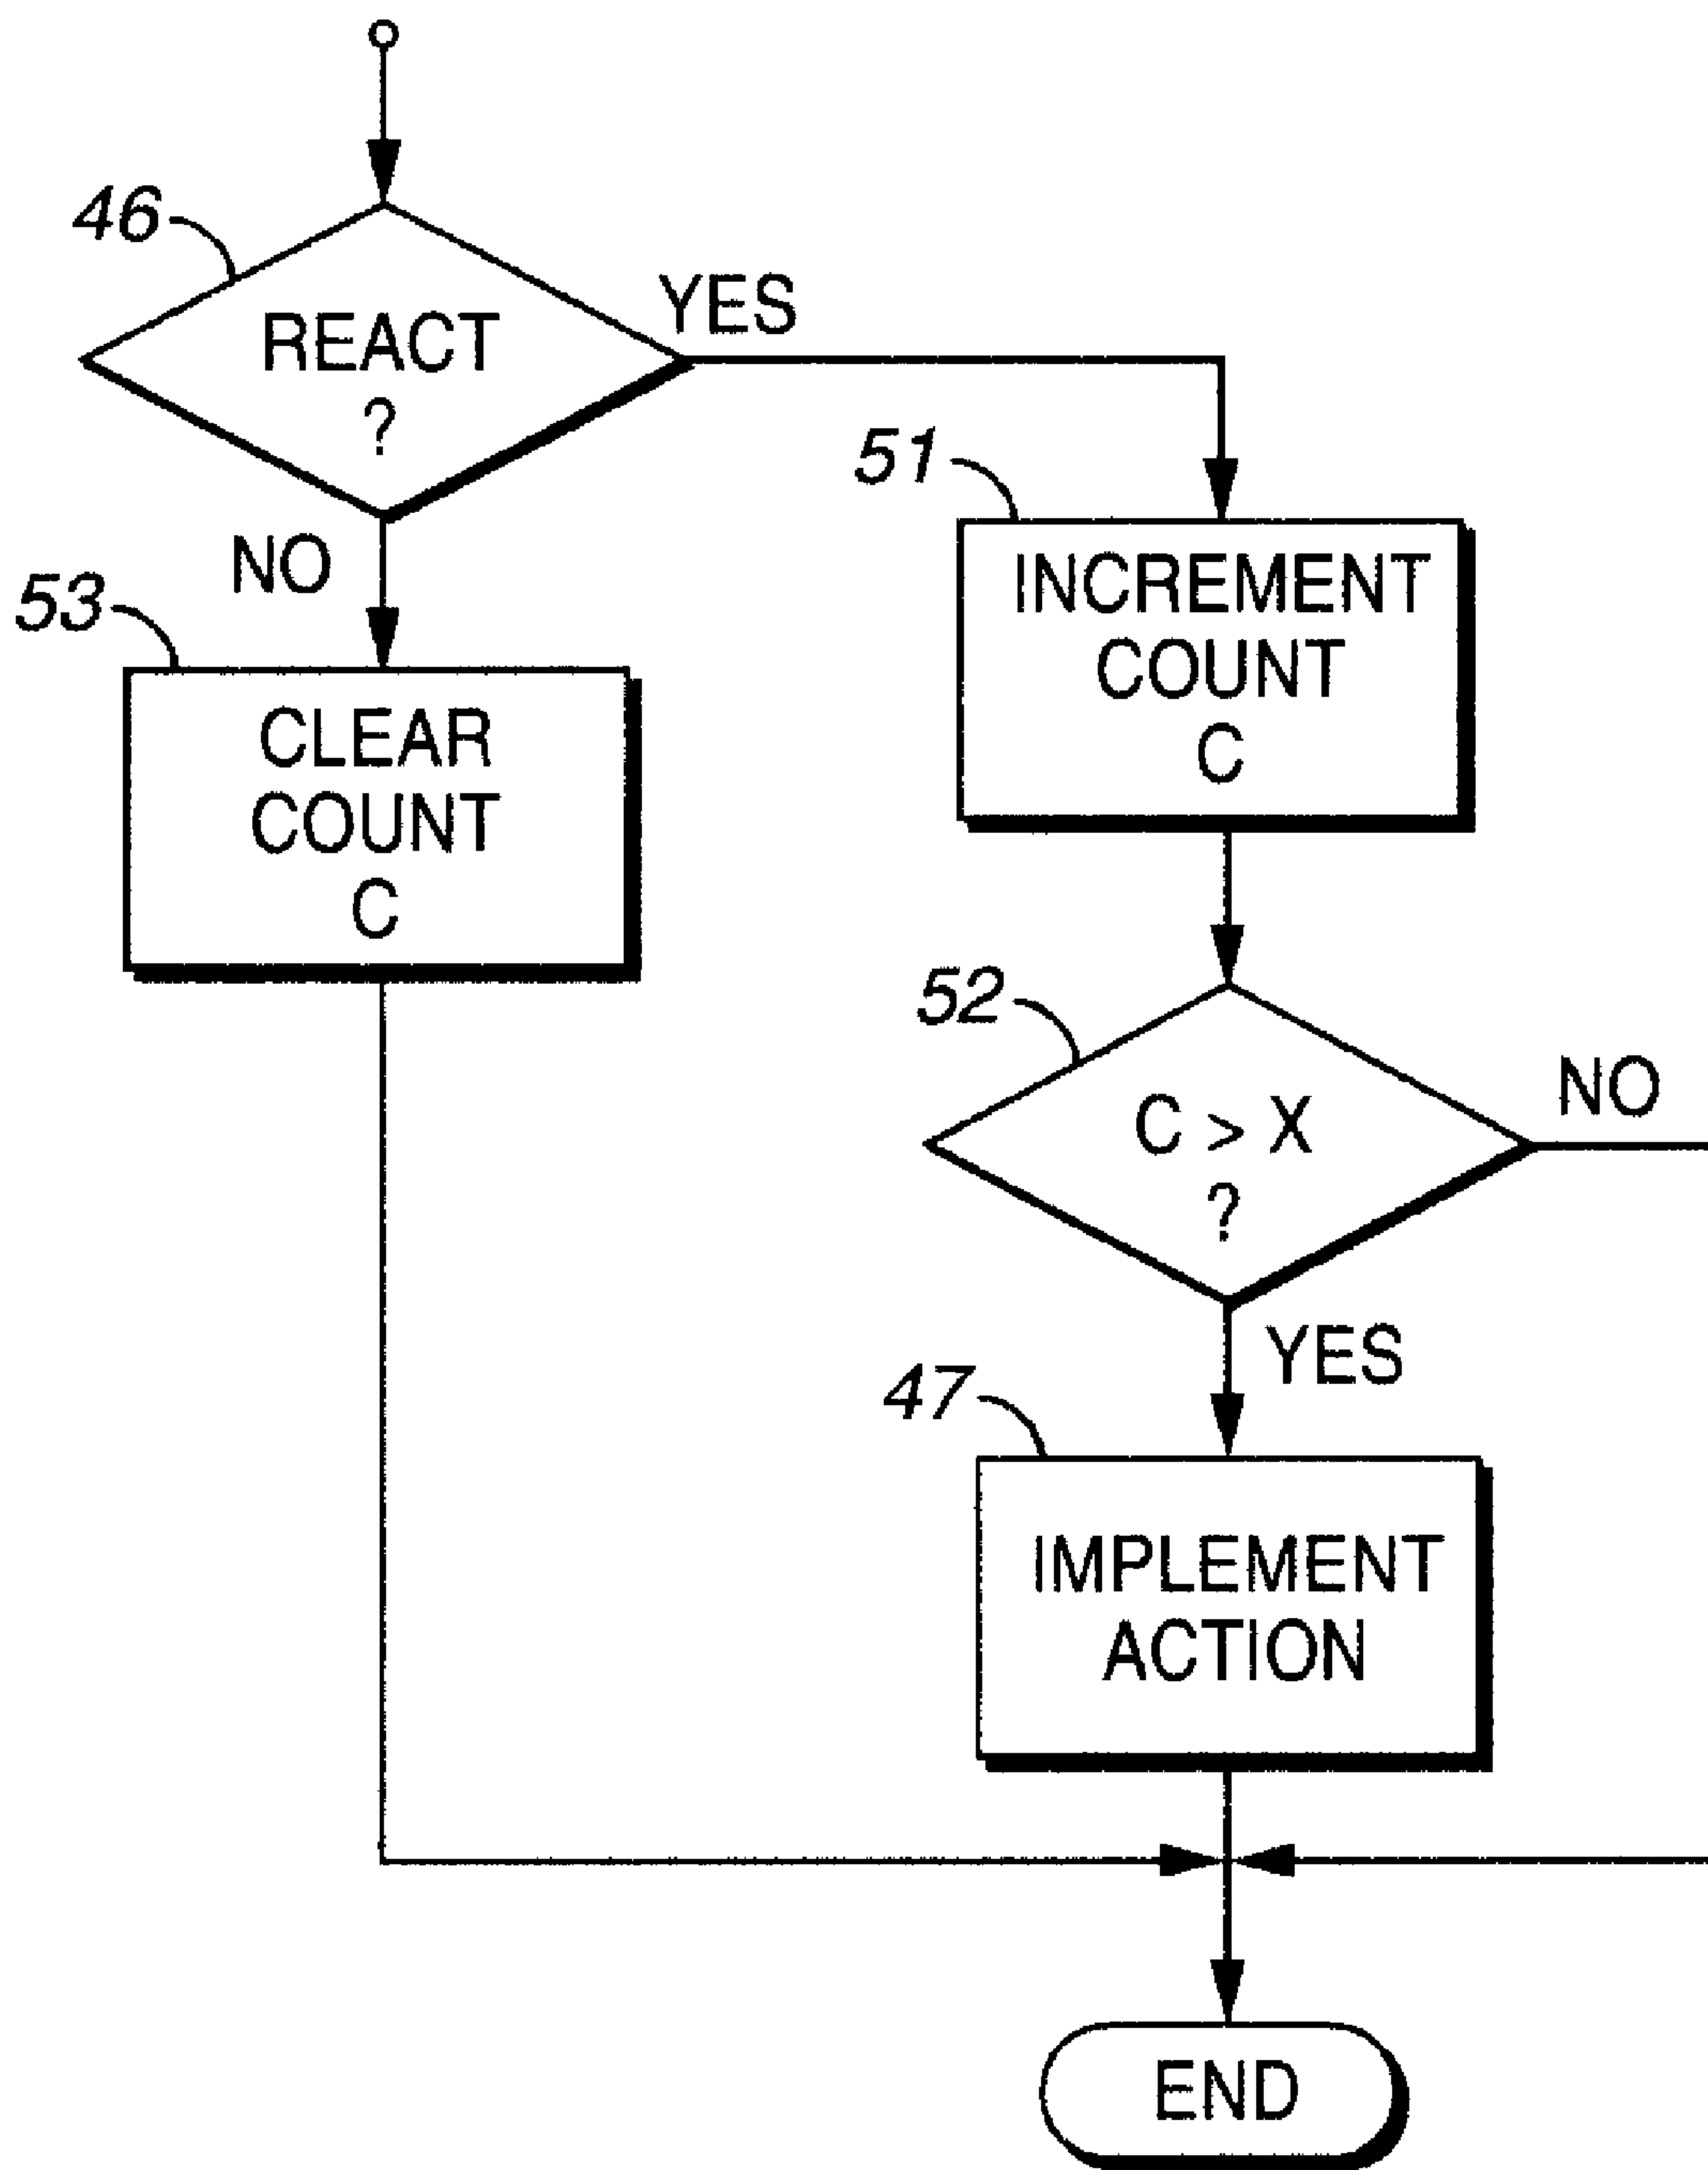 46
REACT
?
YES
NO
53
CLEAR
COUNT
C
51
INCREMENT
COUNT
C
52
C > X
?
NO
YES
47
IMPLEMENT
ACTION
END